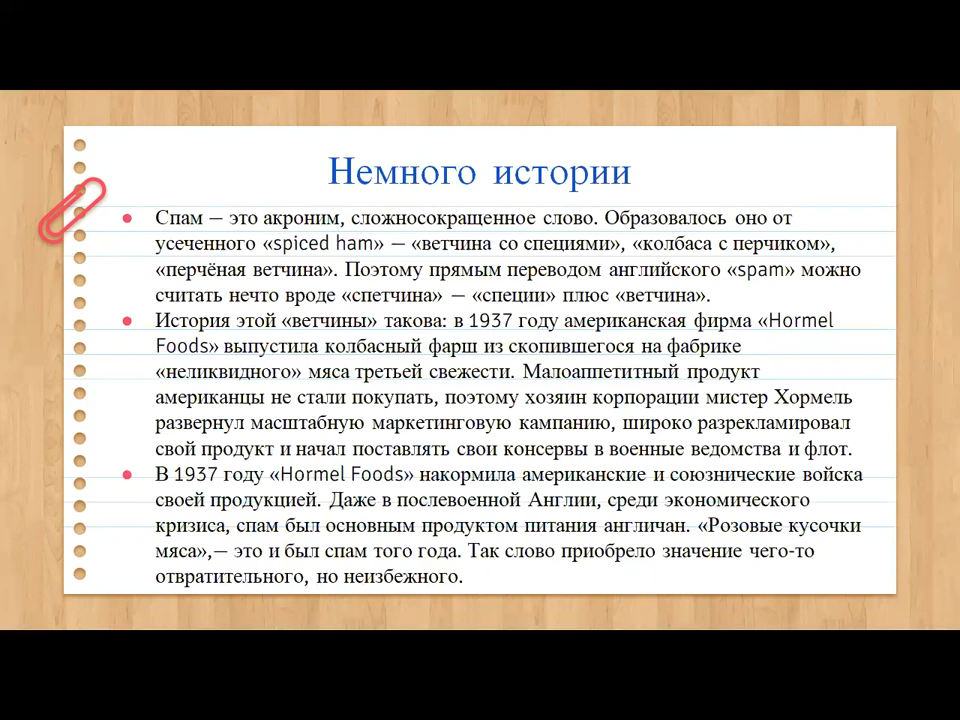 Немного истории
Спам — это акроним, сложносокращенное слово. Образовалось оно от
усеченного «spiced ham» — «ветчина со специями», «колбаса с перчиком»,
«перчёная ветчина». Поэтому прямым переводом английского «spam» можно
считать нечто вроде «спетчина» — «специи» плюс «ветчина».
История этой «ветчины» такова: в 1937 году американская фирма «Hormel
Foods» выпустила колбасный фарш из скопившегося на фабрике
«неликвидного» мяса третьей свежести. Малоаппетитный продукт
американцы не стали покупать, поэтому хозяин корпорации мистер Хормель
развернул масштабную маркетинговую кампанию, широко разрекламировал
свой продукт и начал поставлять свои консервы в военные ведомства и флот.
В 1937 году «Hormel Foods» накормила американские и союзнические войска
своей продукцией. Даже в послевоенной Англии, среди экономического
кризиса, спам был основным продуктом питания англичан. «Розовые кусочки
мяса»,— это и был спам того года. Так слово приобрело значение чего-то
отвратительного, но неизбежного.